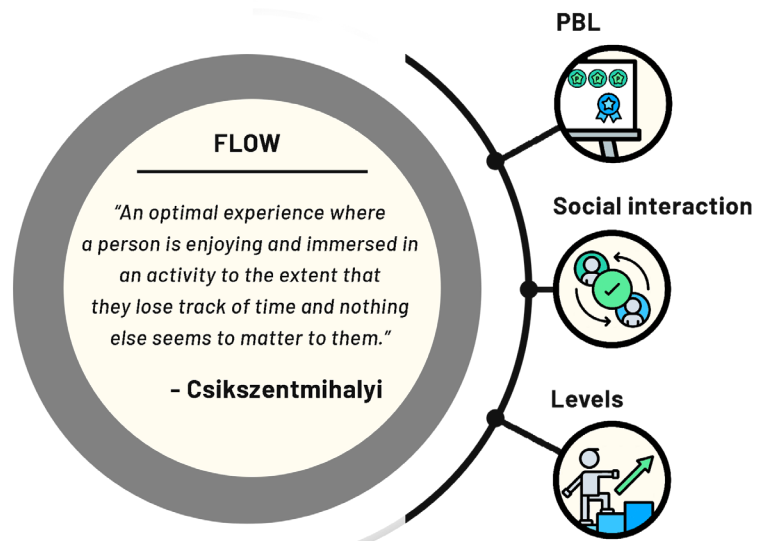 FLOW
“An optimal experience where
a person is enjoying and immersed in
an activity to the extent that
they lose track of time and nothing
else seems to matter to them.”
- Csikszentmihalyi
PBL
P P P
Social interaction
Levels